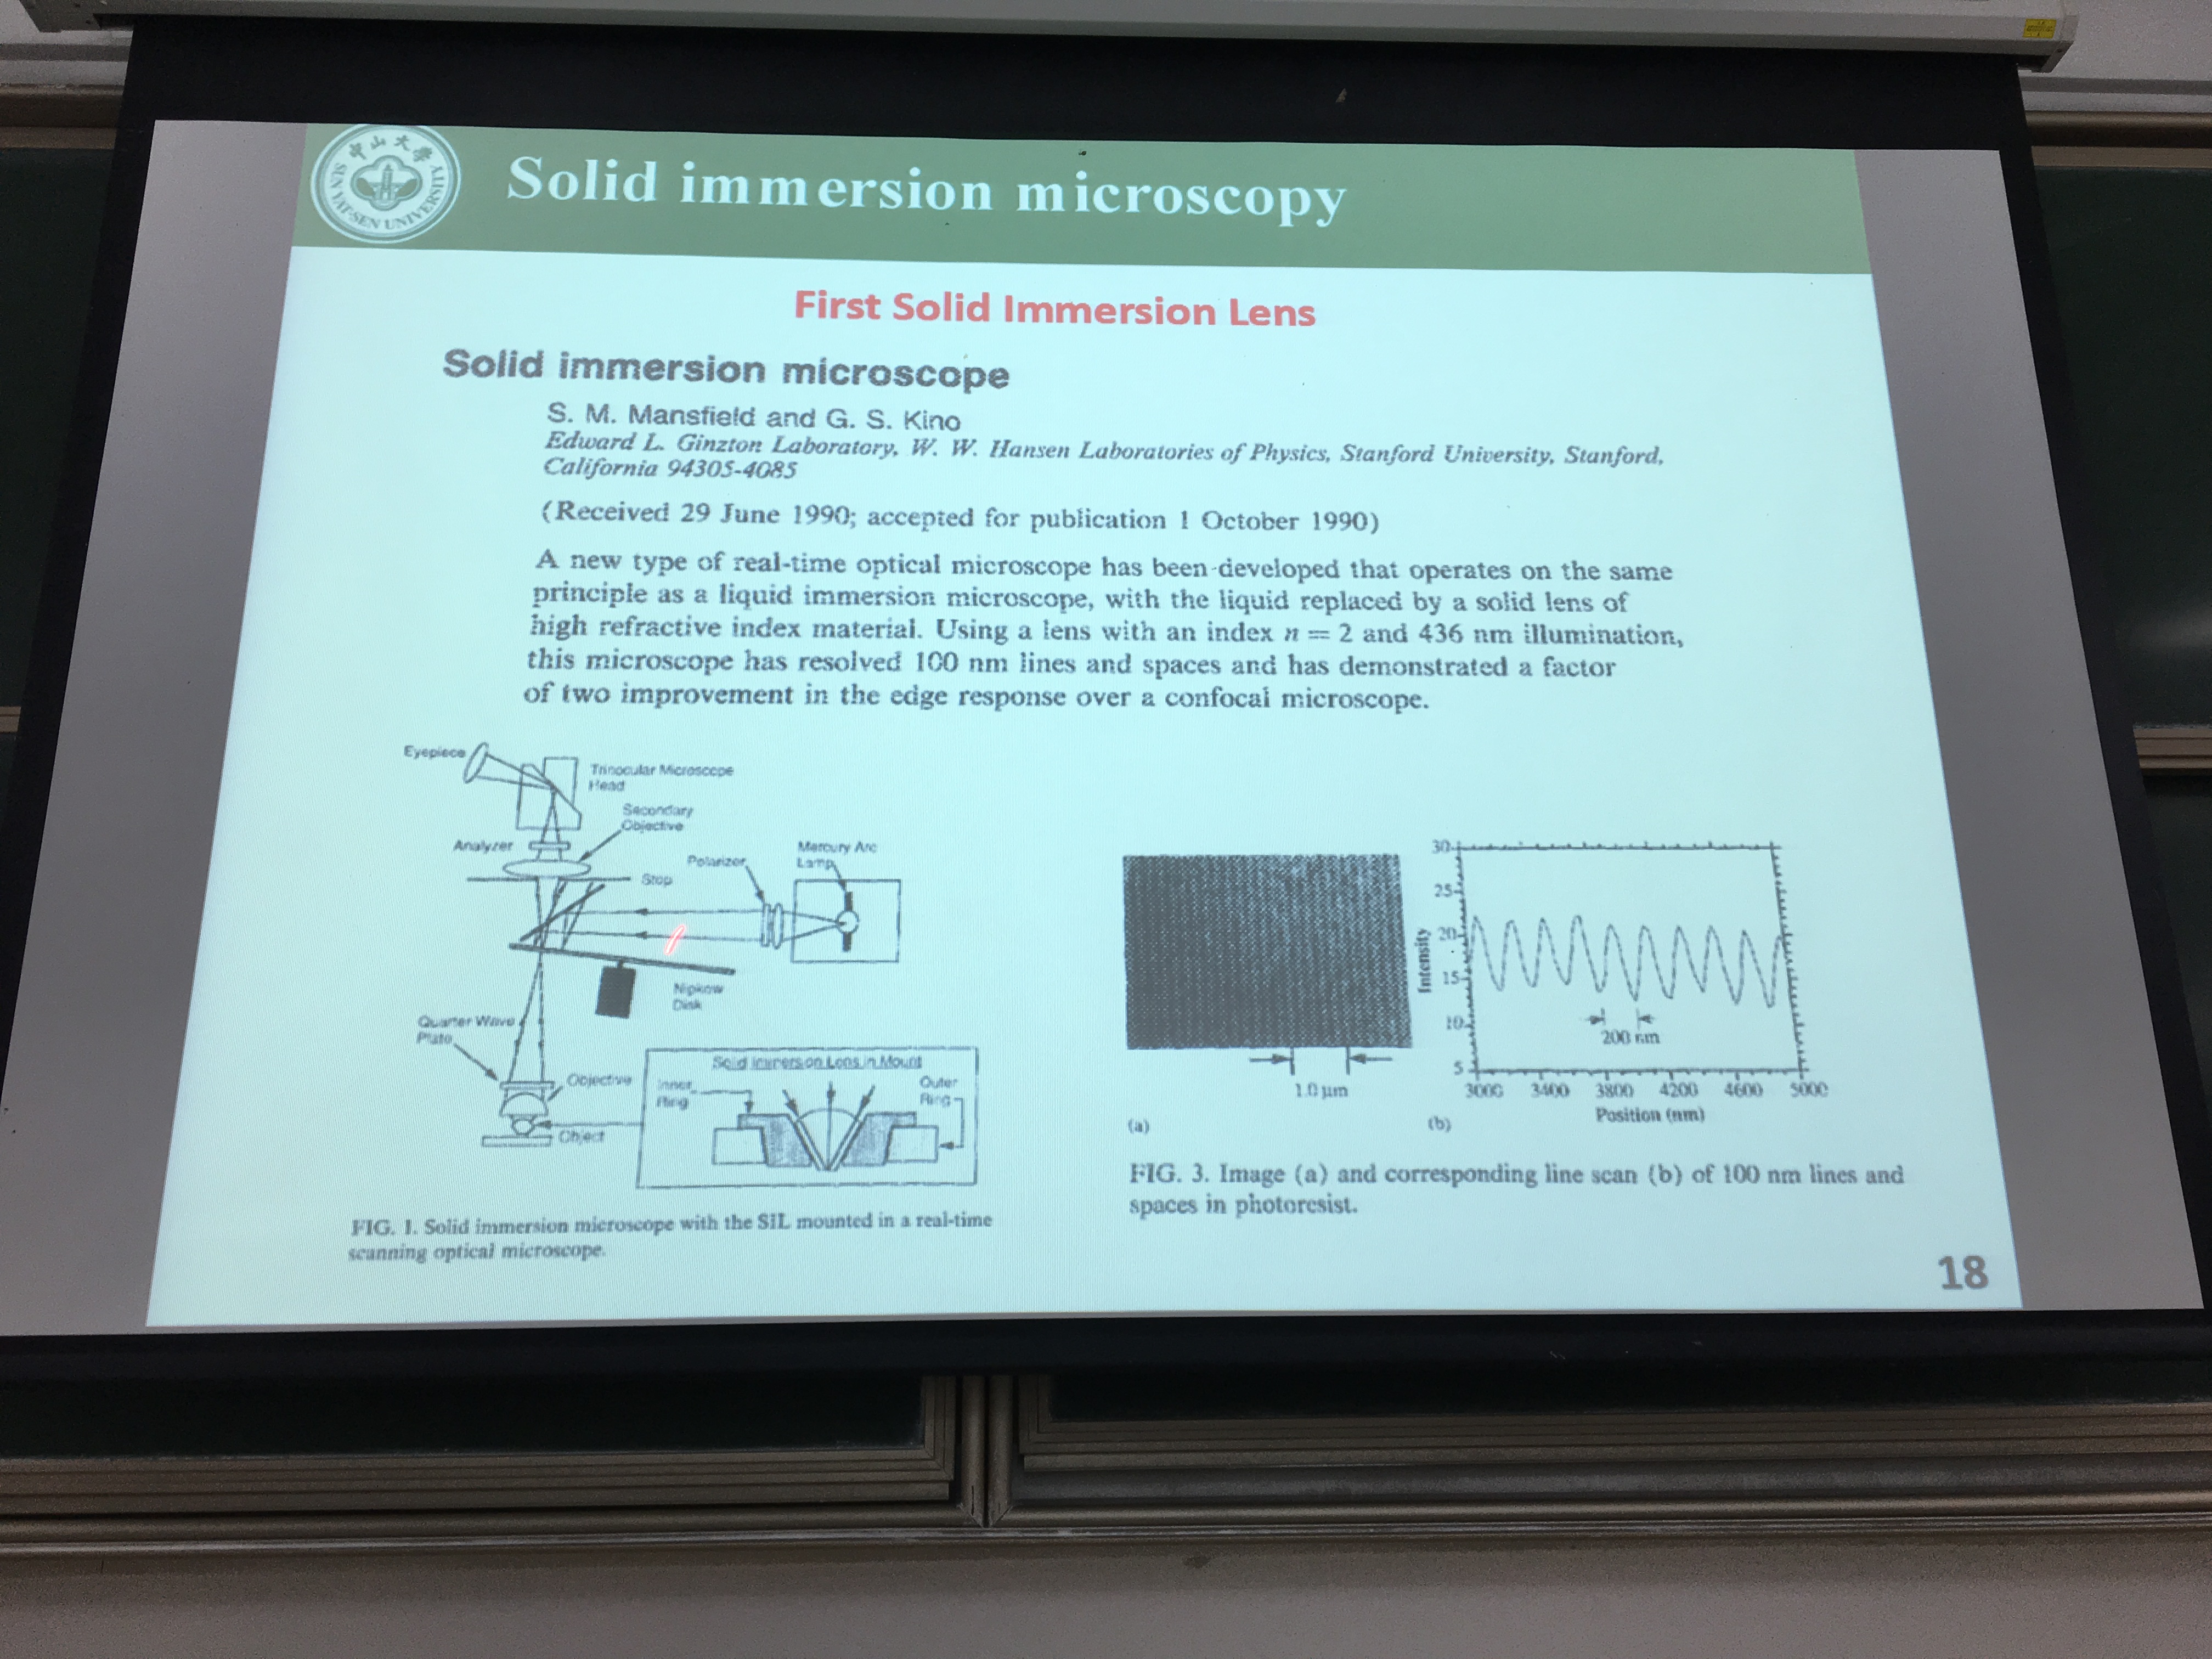 中山大學
SUN YAT-SEN UNIVERSITY
Solid immersion microscopy
First Solid Immersion Lens
Solid immersion microscope
S. M. Mansfield and G. S. Kino
Edward L. Ginzton Laboratory, W. W. Hansen Laboratories of Physics, Stanford University, Stanford,
California 94305-4085
(Received 29 June 1990; accepted for publication 1 October 1990)
A new type of real-time optical microscope has been developed that operates on the same
principle as a liquid immersion microscope, with the liquid replaced by a solid lens of
high refractive index material. Using a lens with an index n = 2 and 436 nm illumination,
this microscope has resolved 100 nm lines and spaces and has demonstrated a factor
of two improvement in the edge response over a confocal microscope.
Eyepiece
Trinocular Microscope
Head
Secondary
Objective
Analyzer
Polarizer
Mercury Arc
Lamp
Stop
Nipkow
Disk
Quarter Wave
Plate
Objective
Object
Solid Immersion Lens in Mount
Inner
Ring
Outer
Ring
FIG. 1. Solid immersion microscope with the SIL mounted in a real-time
scanning optical microscope.
1.0 µm
(a)
30
25
20
15
10
5
Intensity
200 nm
3000 3400 3800 4200 4600 5000
Position (nm)
(b)
FIG. 3. Image (a) and corresponding line scan (b) of 100 nm lines and
spaces in photoresist.
18